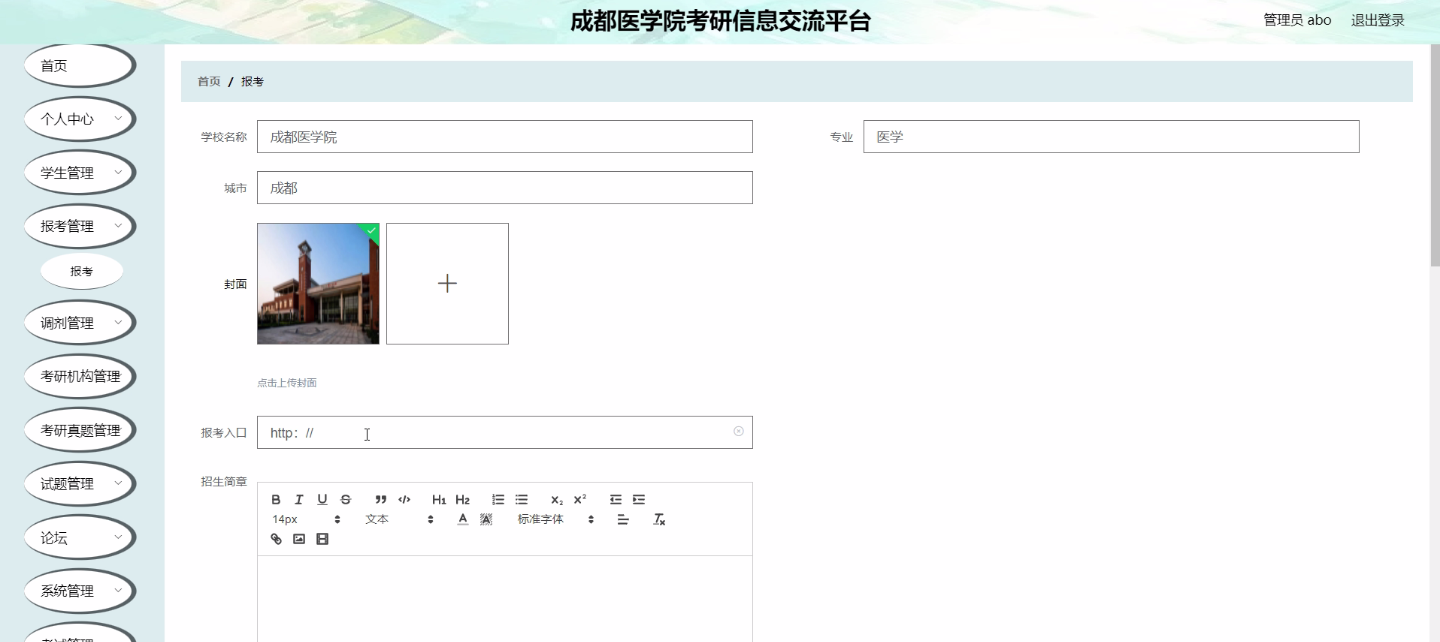 成都医学院考研信息交流平台
管理员 abo 退出登录
首页
个人中心
学生管理
报考管理
报考
调剂管理
考研机构管理
考研真题管理
试题管理
论坛
系统管理
首页 / 报考
学校名称 成都医学院 专业 医学
城市 成都
封面
点击上传封面
报考入口 http：//
招生简章
B I U S ” </> H1 H2 X₂ X²
14px 文本 A A 标准字体 Tx